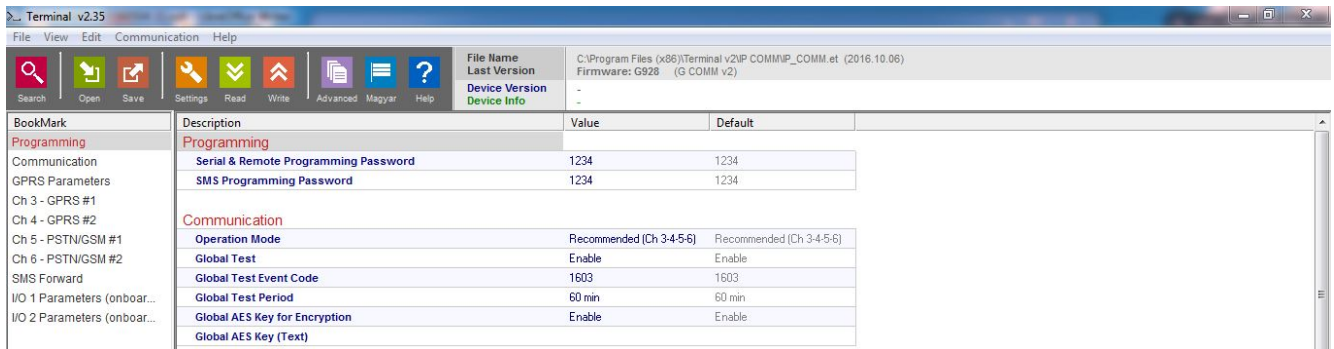 Terminal v2.35
File View Edit Communication Help
Search Open Save Settings Read Write Advanced Magyar Help
File Name C:\Program Files (x86)\Terminal v2\IP COMM\IP_COMM.et (2016.10.06)
Last Version Firmware: G928 (G COMM v2)
Device Version -
Device Info -
BookMark Description Value Default
Programming Programming
Communication Serial & Remote Programming Password 1234 1234
GPRS Parameters SMS Programming Password 1234 1234
Ch 3 - GPRS #1
Ch 4 - GPRS #2 Communication
Ch 5 - PSTN/GSM #1 Operation Mode Recommended (Ch 3-4-5-6) Recommended (Ch 3-4-5-6)
Ch 6 - PSTN/GSM #2 Global Test Enable Enable
SMS Forward Global Test Event Code 1603 1603
I/O 1 Parameters (onboar... Global Test Period 60 min 60 min
I/O 2 Parameters (onboar... Global AES Key for Encryption Enable Enable
Global AES Key (Text)